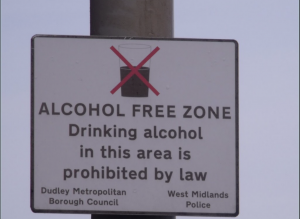 ALCOHOL FREE ZONE
Drinking alcohol
in this area is
prohibited by law
Dudley Metropolitan
Borough Council
West Midlands
Police